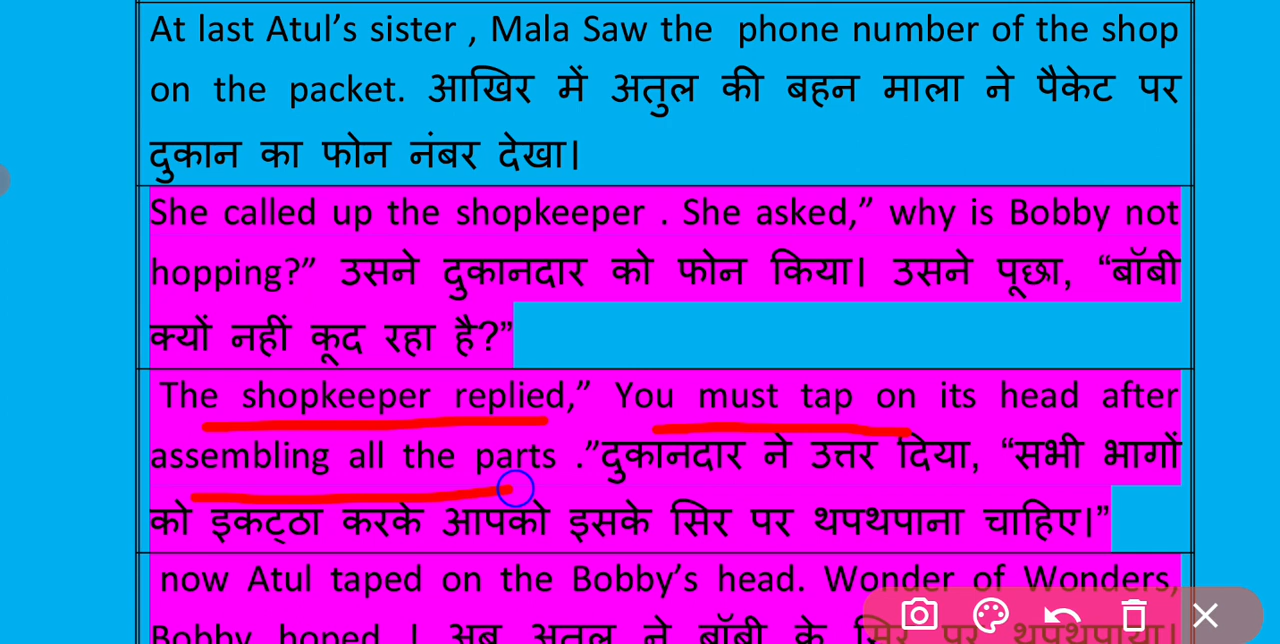 At last Atul’s sister , Mala Saw the phone number of the shop
on the packet. आखिर में अतुल की बहन माला ने पैकेट पर
दुकान का फोन नंबर देखा।
She called up the shopkeeper . She asked,” why is Bobby not
hopping?” उसने दुकानदार को फोन किया। उसने पूछा, “बॉबी
क्यों नहीं कूद रहा है?”
The shopkeeper replied,” You must tap on its head after
assembling all the parts .”दुकानदार ने उत्तर दिया, “सभी भागों
को इकट्ठा करके आपको इसके सिर पर थपथपाना चाहिए।”
now Atul taped on the Bobby’s head. Wonder of Wonders,
Bobby hoped ! अब अतुल ने बॉबी के सिर पर थपथपाया।